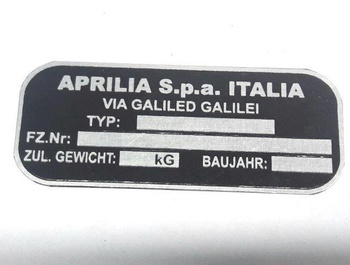 APRILIA S.p.a. ITALIA
VIA GALILED GALILEI
TYP:
FZ.Nr:
ZUL. GEWICHT: kG BAUJAHR: